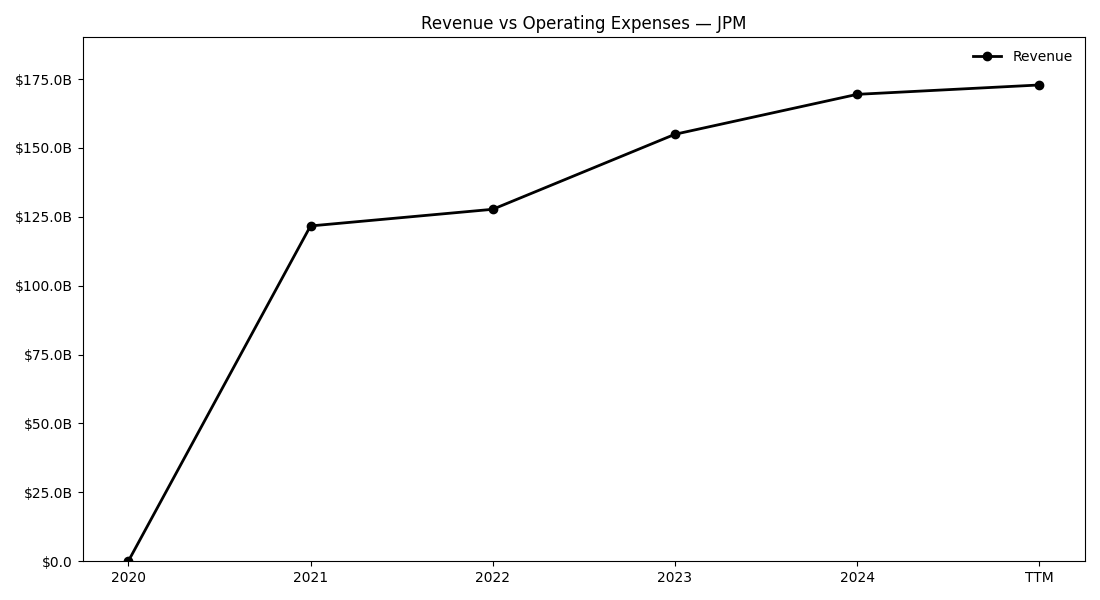 Revenue vs Operating Expenses — JPM
Revenue
$175.0B
$150.0B
$125.0B
$100.0B
$75.0B
$50.0B
$25.0B
$0.0
2020 2021 2022 2023 2024 TTM